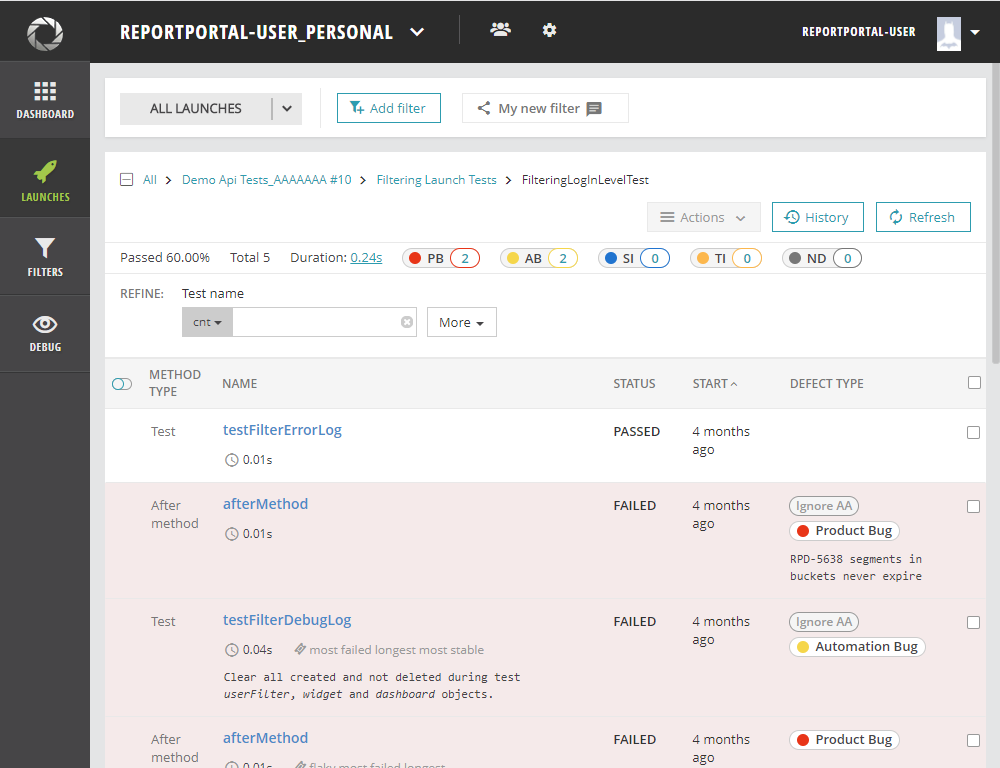 REPORTPORTAL-USER_PERSONAL
REPORTPORTAL-USER
DASHBOARD
LAUNCHES
FILTERS
DEBUG
ALL LAUNCHES
Add filter
My new filter
All > Demo Api Tests_AAAAAAA #10 > Filtering Launch Tests > FilteringLogInLevelTest
Actions
History
Refresh
Passed 60.00% Total 5 Duration: 0.24s PB 2 AB 2 SI 0 TI 0 ND 0
REFINE: Test name
cnt
More
METHOD TYPE NAME STATUS START DEFECT TYPE
Test testFilterErrorLog PASSED 4 months ago
0.01s
After method afterMethod FAILED 4 months ago Ignore AA
0.01s Product Bug
RPD-5638 segments in
buckets never expire
Test testFilterDebugLog FAILED 4 months ago Ignore AA
0.04s most failed longest most stable Automation Bug
Clear all created and not deleted during test
userFilter, widget and dashboard objects.
After method afterMethod FAILED 4 months ago Product Bug
0.01s flaky most failed longest